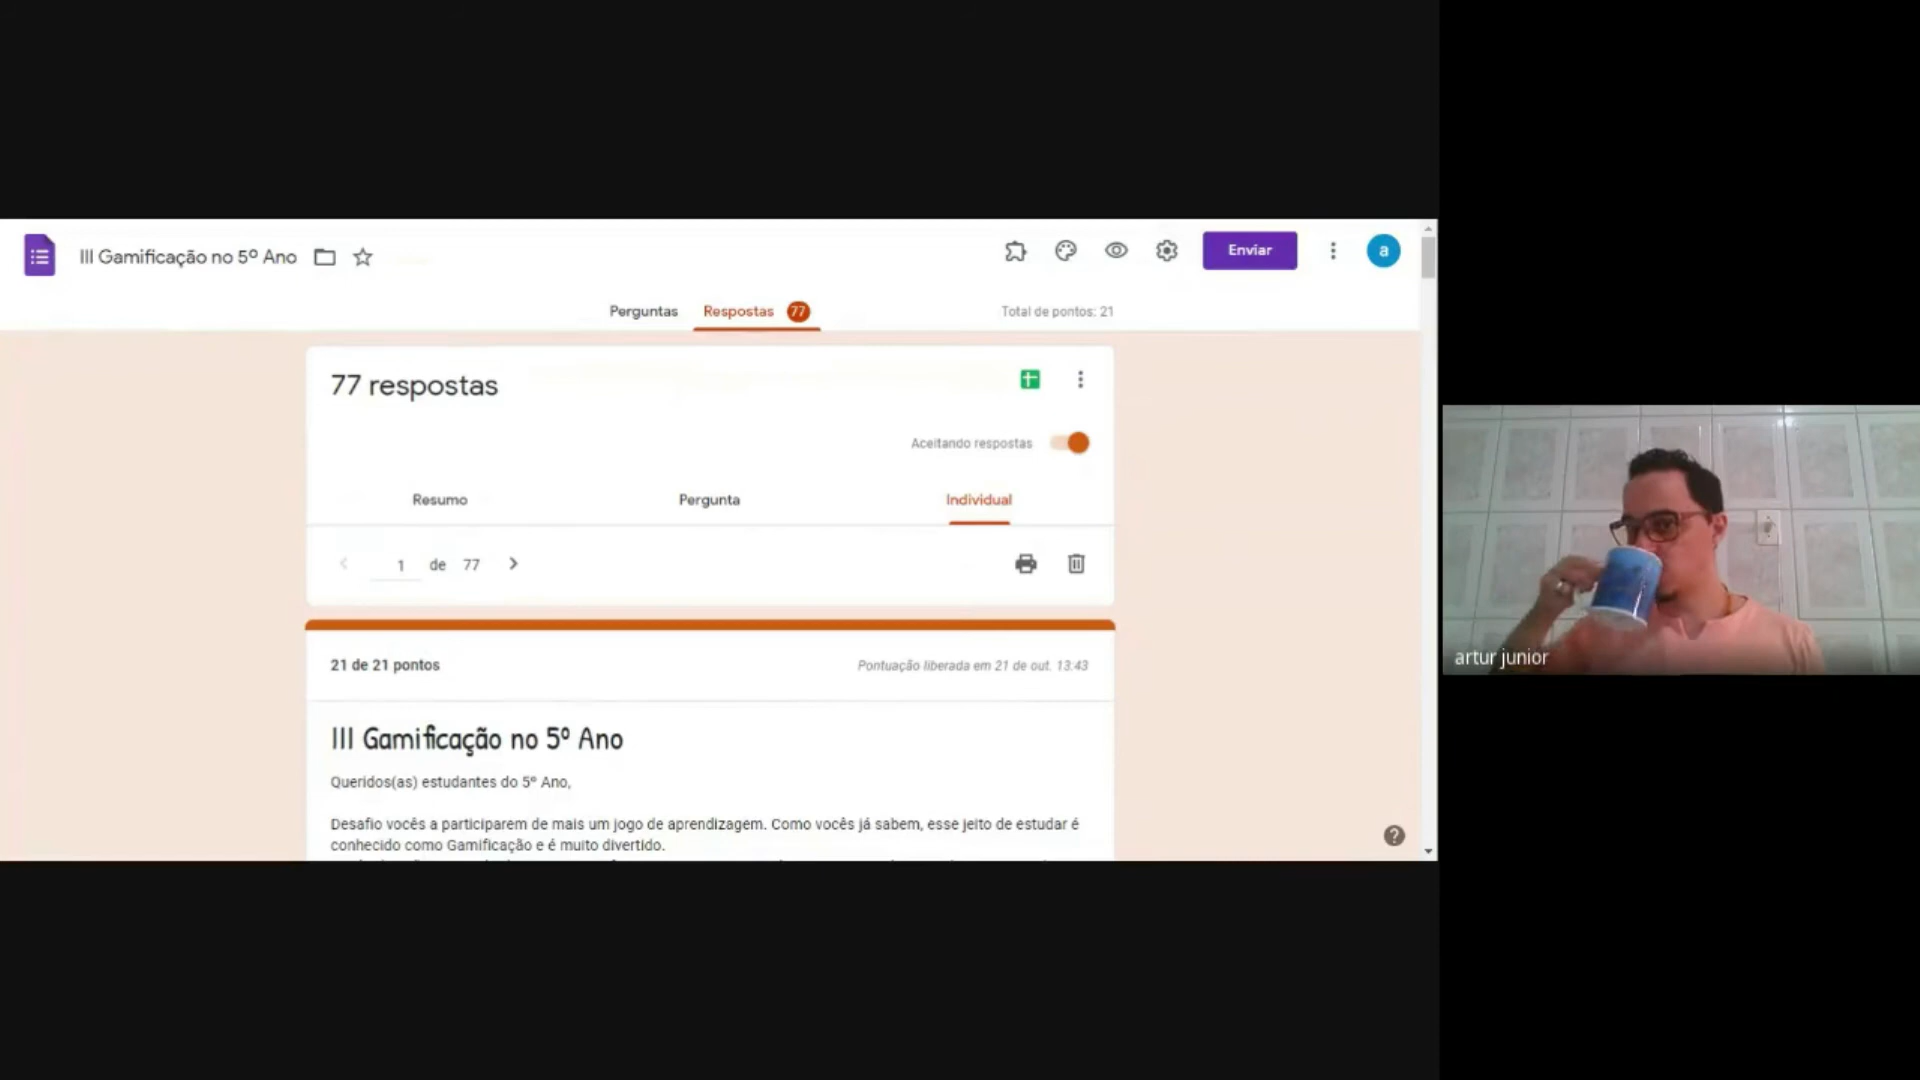 III Gamificação no 5º Ano
Enviar
a
Perguntas
Respostas 77
Total de pontos: 21
77 respostas
Aceitando respostas
Resumo
Pergunta
Individual
1 de 77
21 de 21 pontos
Pontuação liberada em 21 de out. 13:43
III Gamificação no 5º Ano
Queridos(as) estudantes do 5º Ano,
Desafio vocês a participarem de mais um jogo de aprendizagem. Como vocês já sabem, esse jeito de estudar é
conhecido como Gamificação e é muito divertido.
artur junior